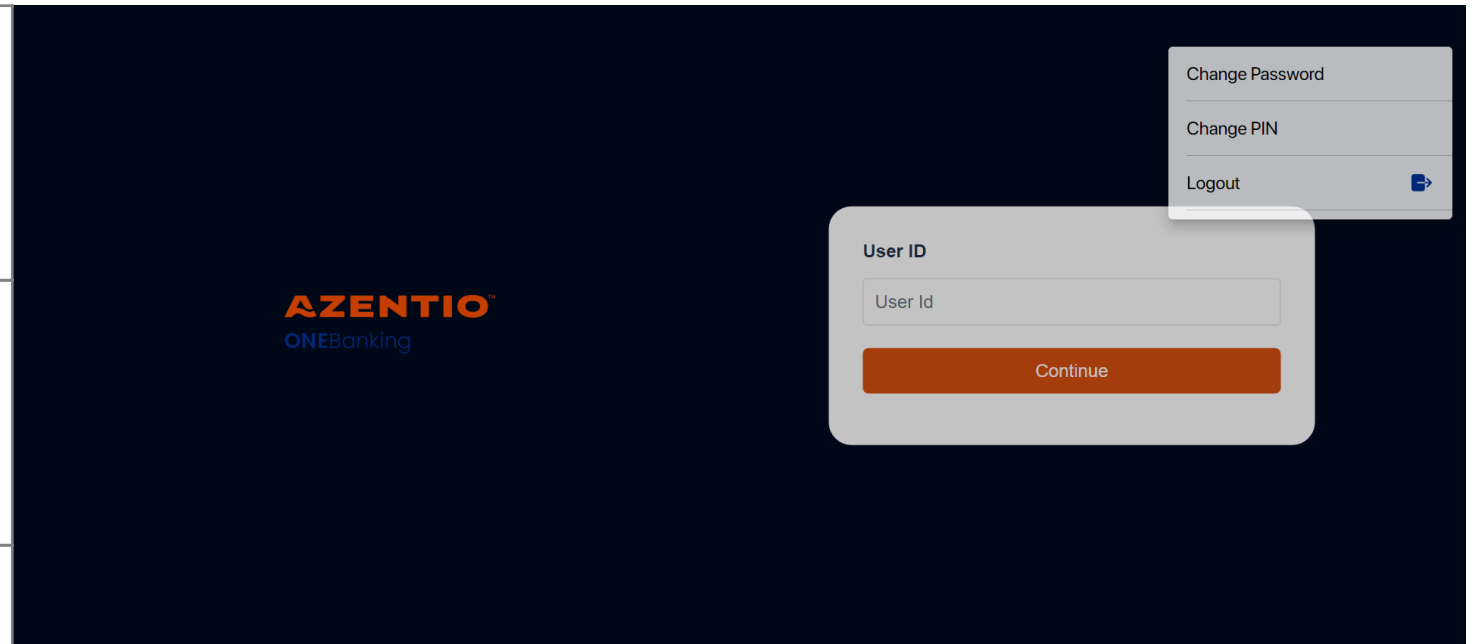 Change Password
Change PIN
Logout
User ID
User Id
Continue
AZENTIO™
ONEBanking